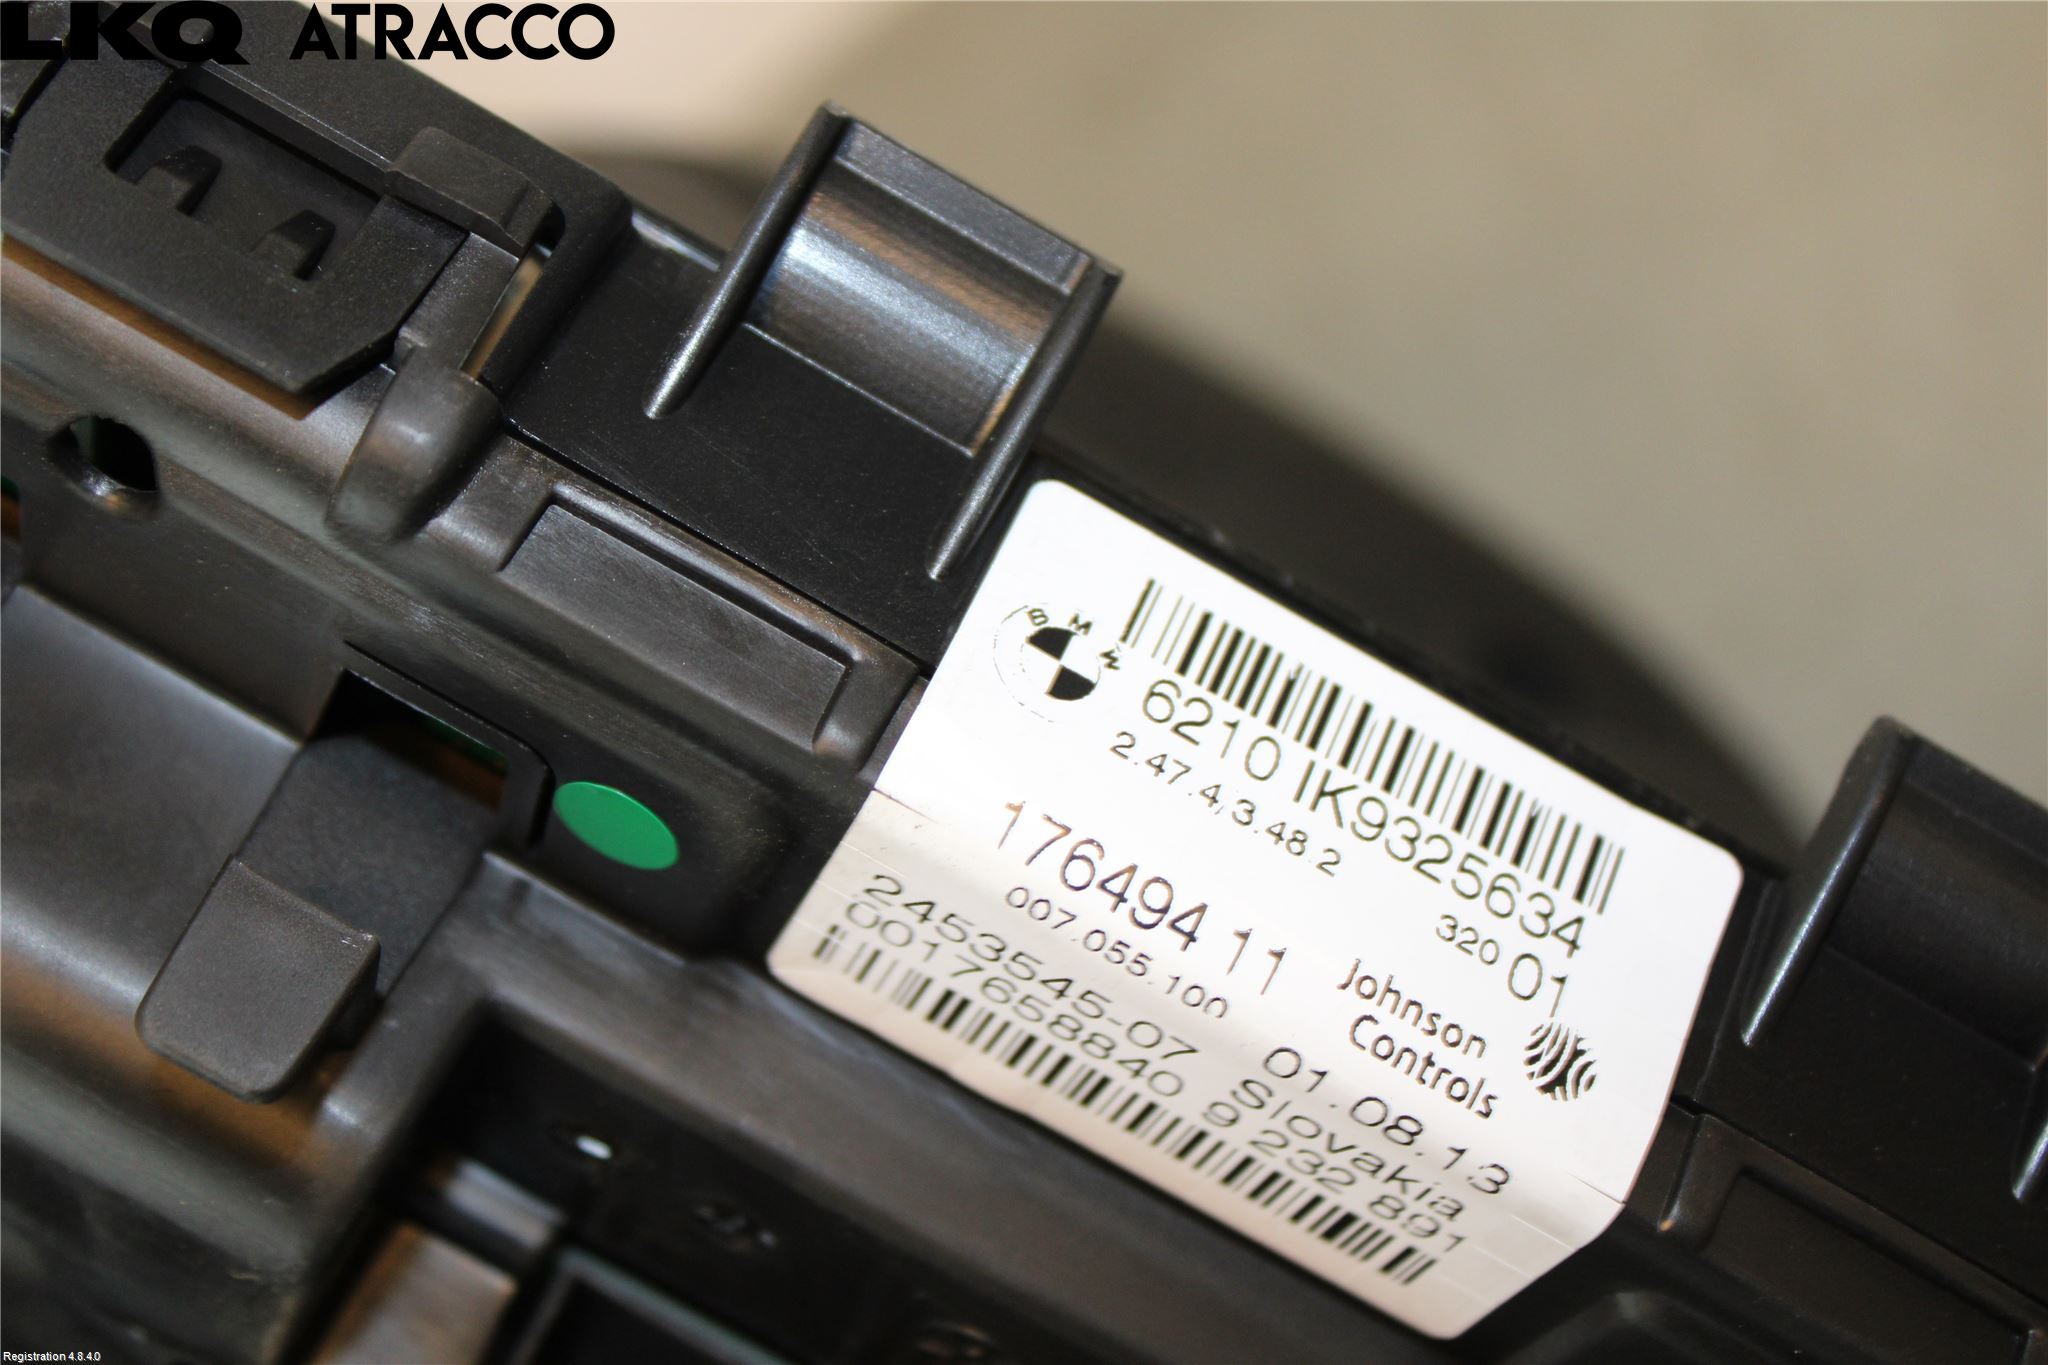 LKQ ATRACCO
BMW
6210 IK9325634
2.47.4/3.48.2
320 01
176494 11
007.055.100
Johnson
Controls
2453545-07 01.08.13
Slovakia
0017658840 9 232 891
Registration 4.8.4.0